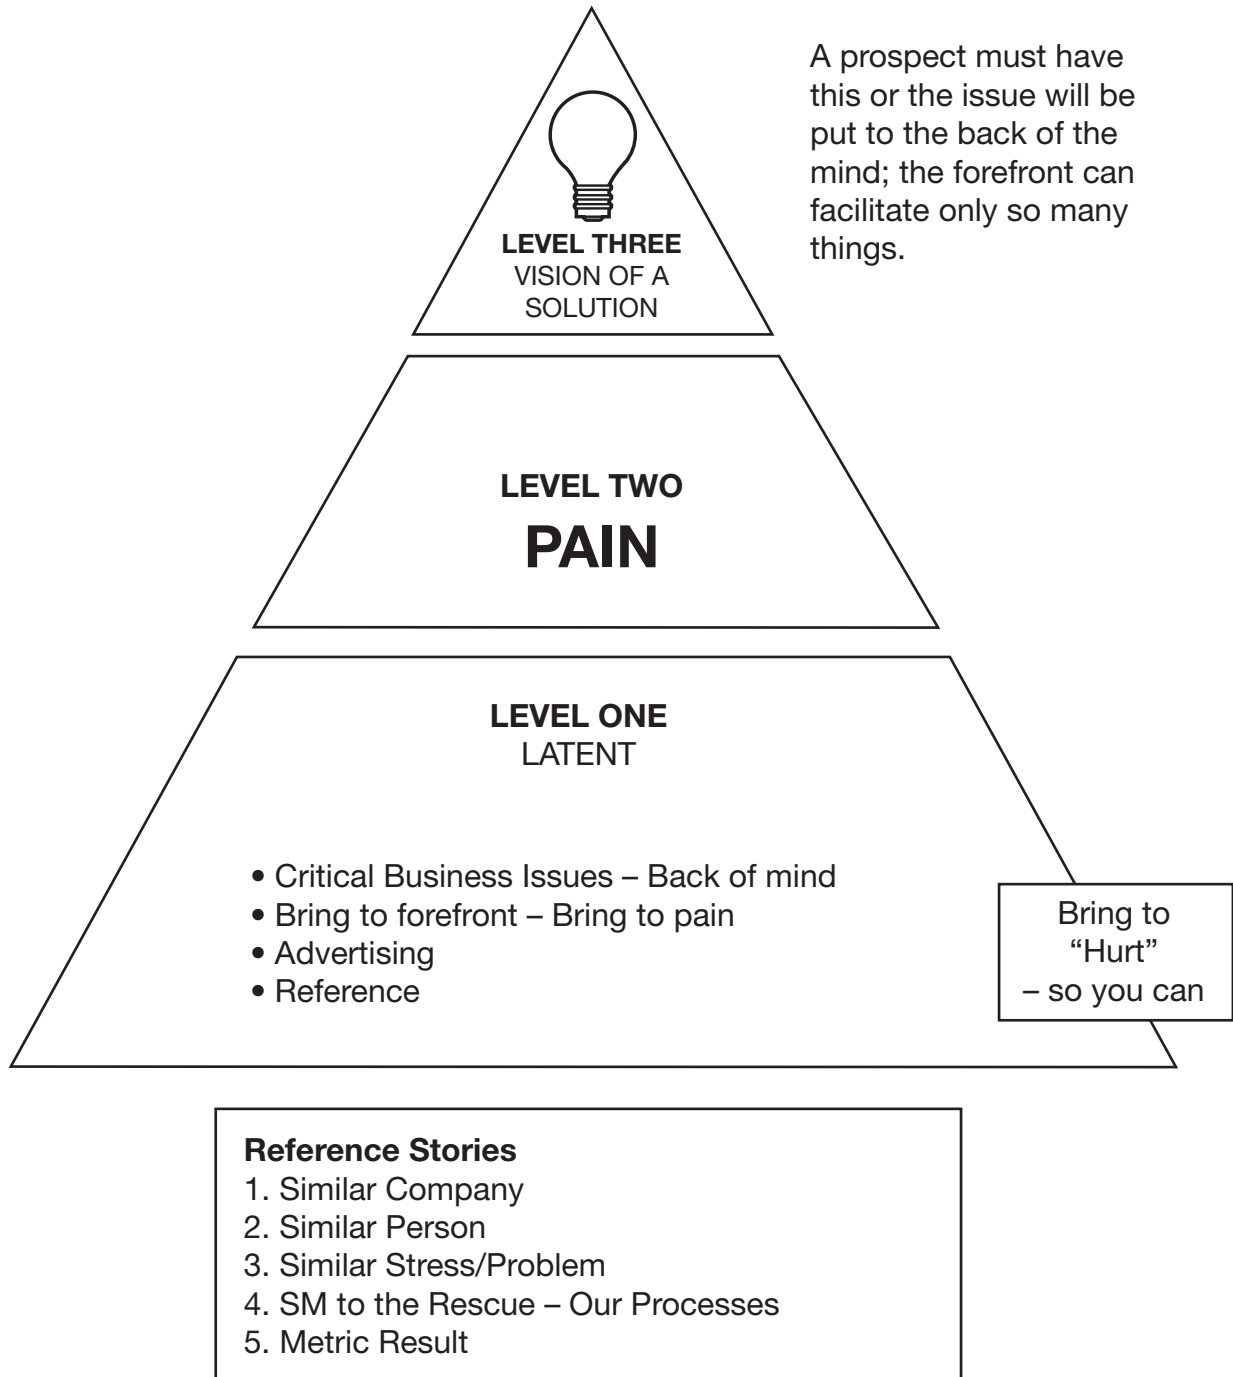 A prospect must have
this or the issue will be
put to the back of the
mind; the forefront can
facilitate only so many
things.
LEVEL THREE
VISION OF A
SOLUTION
LEVEL TWO
PAIN
LEVEL ONE
LATENT
• Critical Business Issues – Back of mind
• Bring to forefront – Bring to pain
• Advertising
• Reference
Bring to
“Hurt”
– so you can
Reference Stories
1. Similar Company
2. Similar Person
3. Similar Stress/Problem
4. SM to the Rescue – Our Processes
5. Metric Result